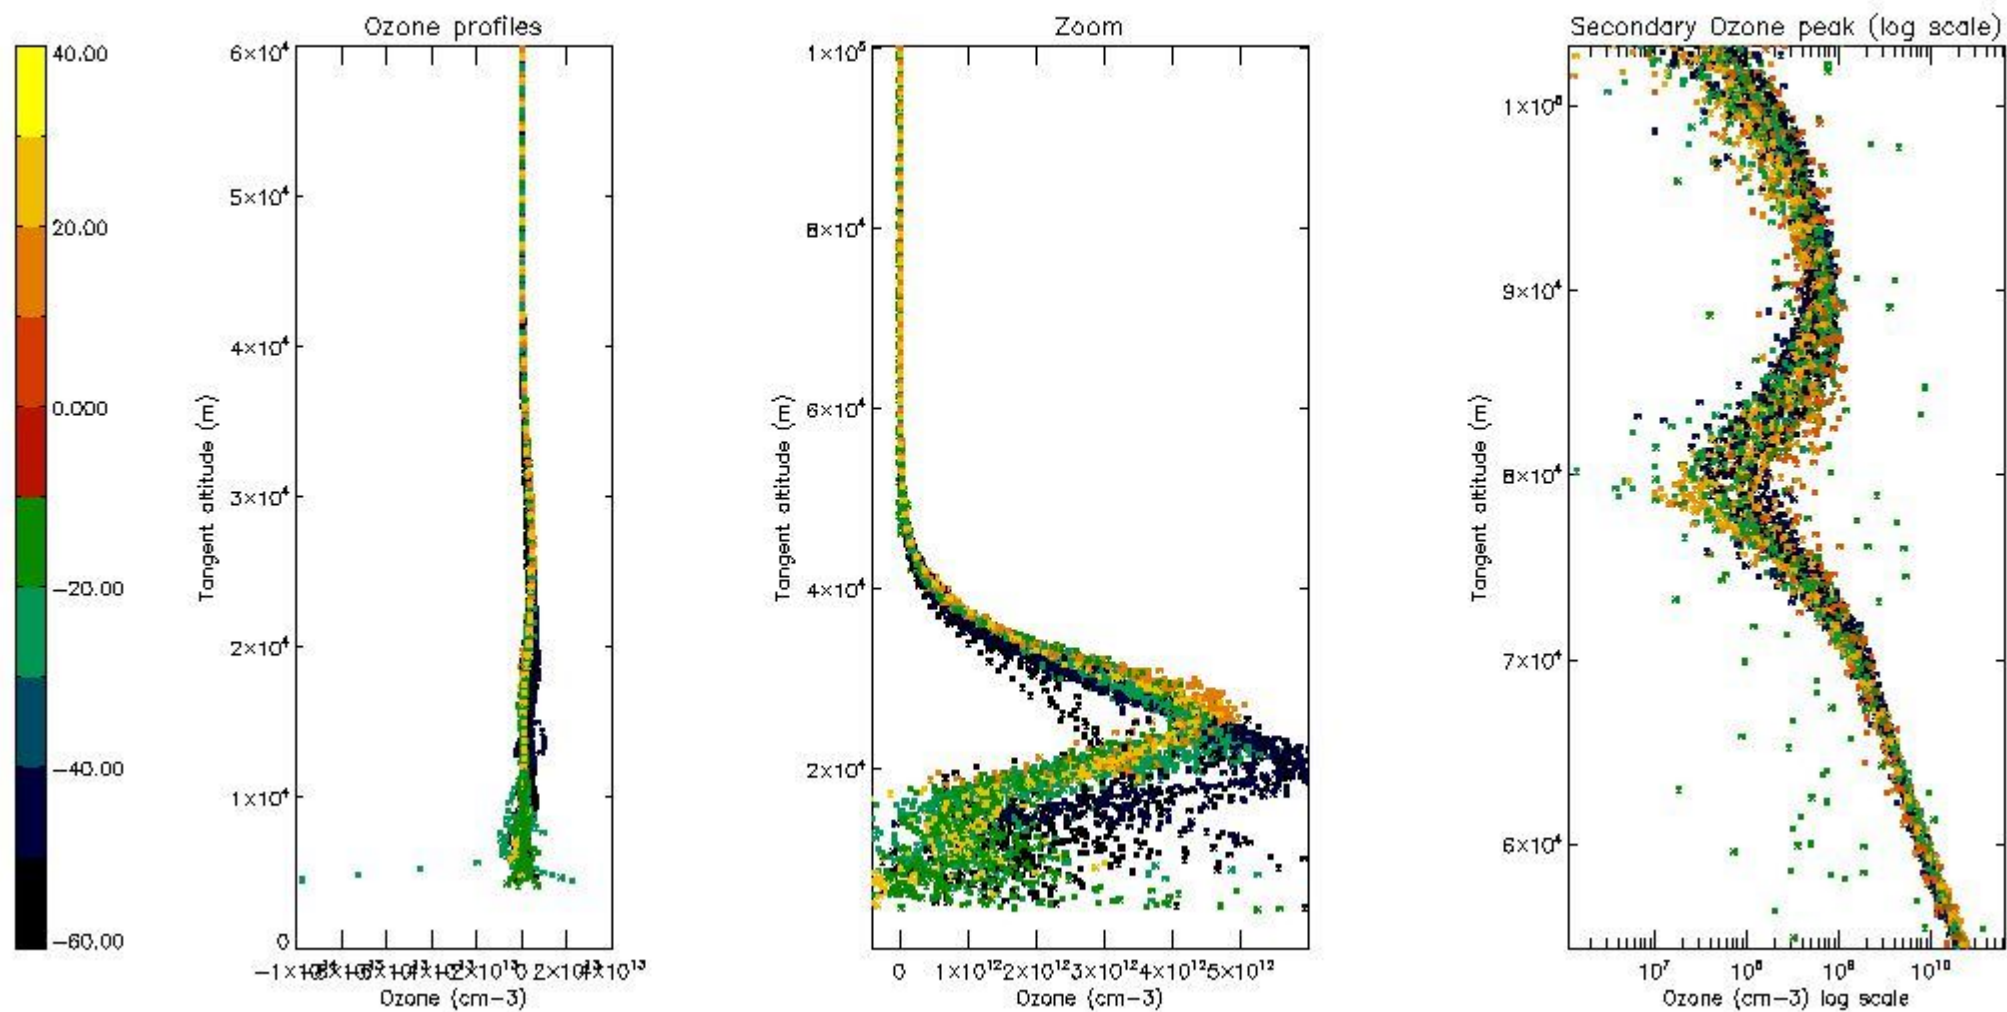 Ozone profiles
Zoom
Secondary Ozone peak (log scale)
40.00
20.00
0.000
−20.00
−40.00
−60.00
6×10⁴
5×10⁴
4×10⁴
3×10⁴
2×10⁴
1×10⁴
0
Tangent altitude (m)
0 2×10¹³
Ozone (cm−3)
1×10⁵
8×10⁴
6×10⁴
4×10⁴
2×10⁴
Tangent altitude (m)
0 1×10¹² 2×10¹² 3×10¹² 4×10¹² 5×10¹²
Ozone (cm−3)
1×10⁵
9×10⁴
8×10⁴
7×10⁴
6×10⁴
Tangent altitude (m)
10⁷ 10⁸ 10⁹ 10¹⁰
Ozone (cm−3) log scale